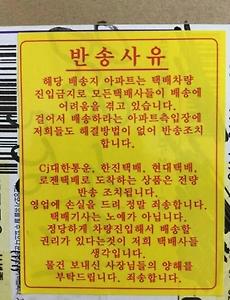 반송사유
해당 배송지 아파트는 택배차량
진입금지로 모든택배사들이 배송에
어려움을 겪고 있습니다.
걸어서 배송하라는 아파트측입장에
저희들도 해결방법이 없어 반송조치
합니다.
Cj대한통운, 한진택배, 현대택배,
로젠택배로 도착하는 상품은 전량
반송 조치됩니다.
영업에 손실을 드려 정말 죄송합니다.
택배기사는 노예가 아닙니다.
정당하게 차량진입해서 배송할
권리가 있다는것이 저희 택배사들
생각입니다.
물건 보내신 사장님들의 양해를
부탁드립니다. 죄송합니다.